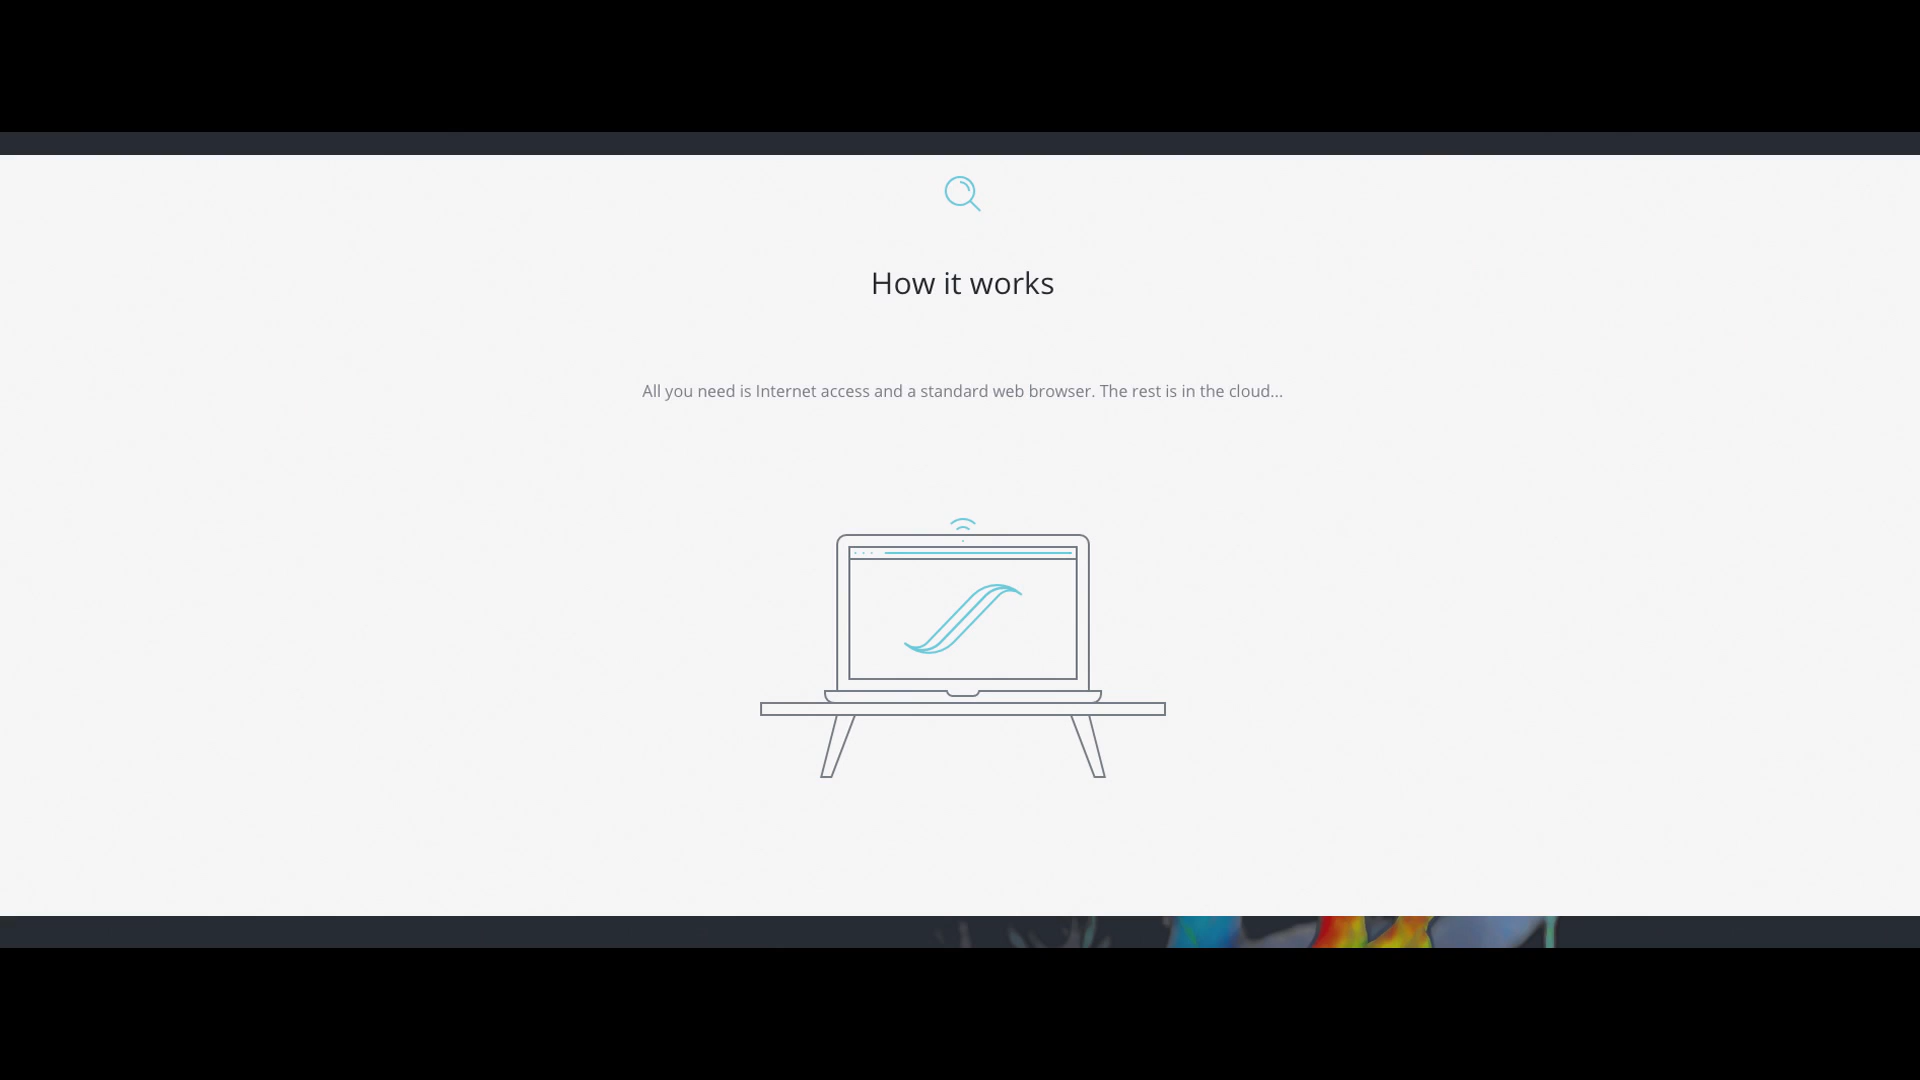 How it works
All you need is Internet access and a standard web browser. The rest is in the cloud...